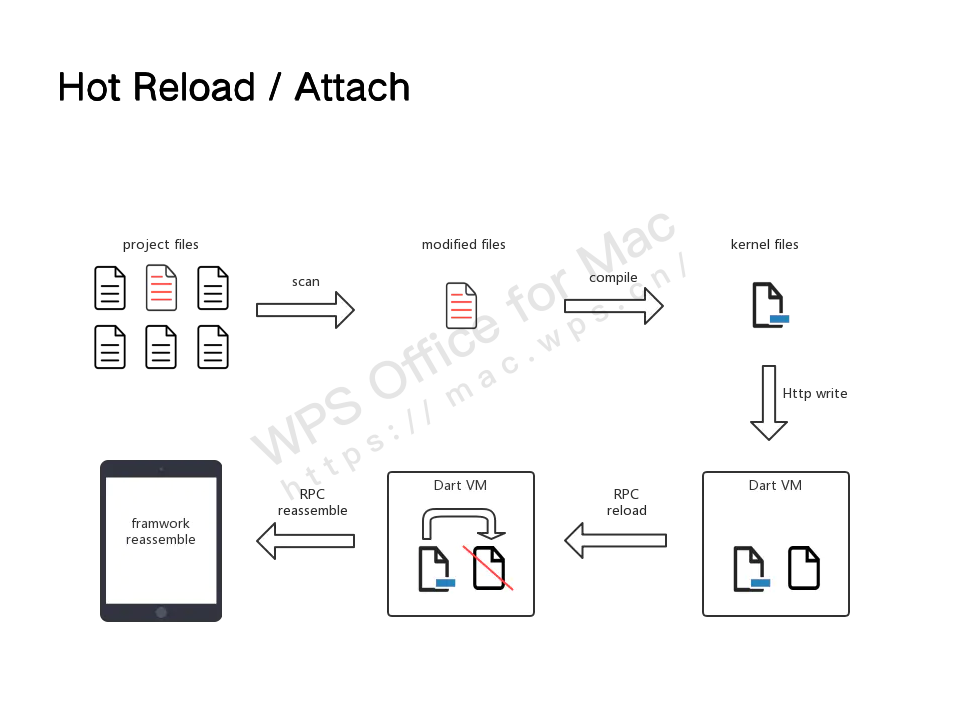 Hot Reload / Attach
project files
modified files
kernel files
scan
compile
WPS Office for Mac
https://mac.wps.cn/
Http write
Dart VM
Dart VM
RPC
reassemble
RPC
reload
framwork
reassemble